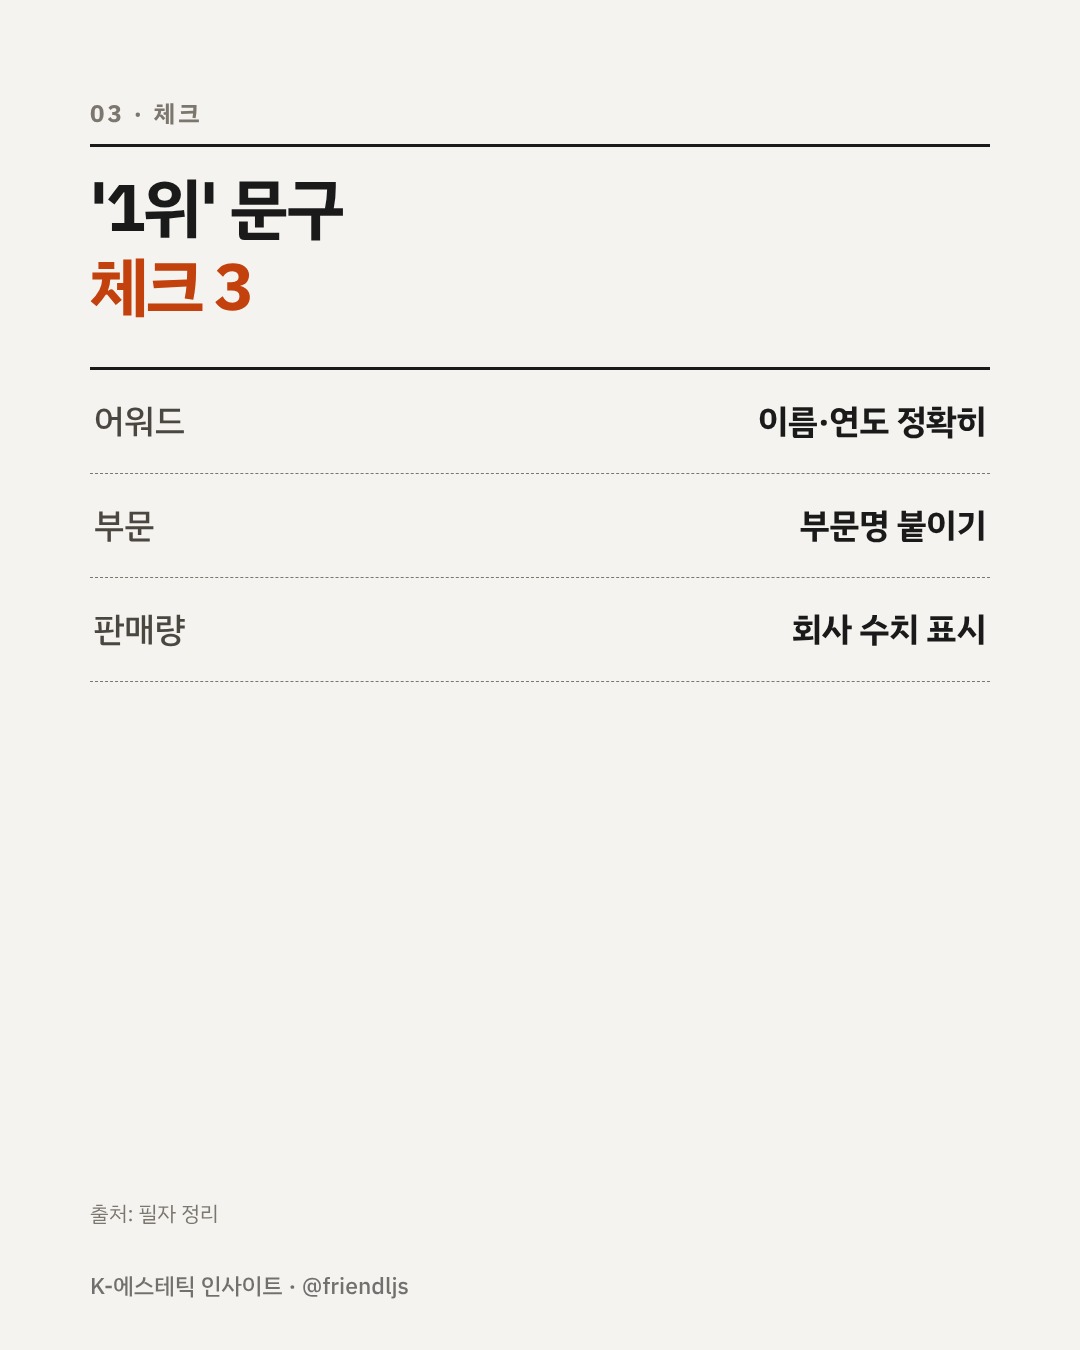 03 · 체크
'1위' 문구
체크 3
어워드 이름·연도 정확히
부문 부문명 붙이기
판매량 회사 수치 표시
출처: 필자 정리
K-에스테틱 인사이트 · @friendljs